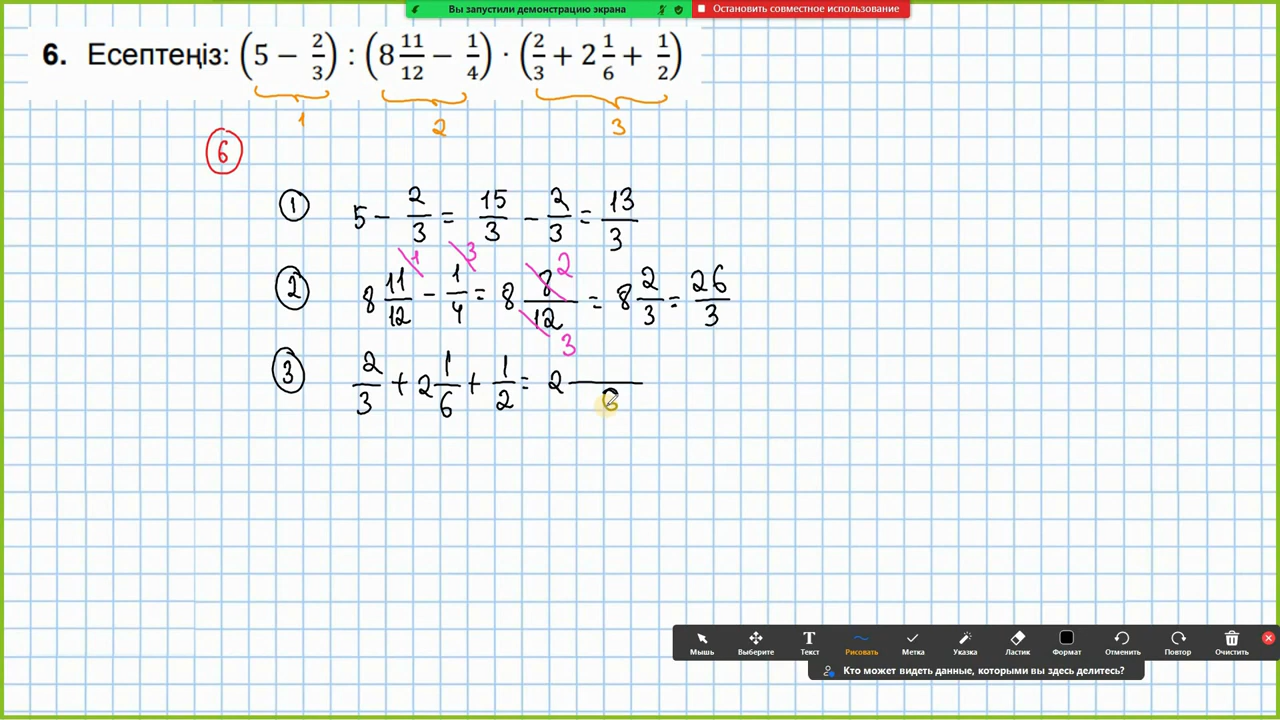 Вы запустили демонстрацию экрана
Остановить совместное использование
6. Есептеңіз: (5 − 2/3) : (8 11/12 − 1/4) · (2/3 + 2 1/6 + 1/2)
1 2 3
6
1 5 − 2/3 = 15/3 − 2/3 = 13/3
1 3
2 8 11/12 − 1/4 = 8 8/12 = 8 2/3 = 26/3
2
3
3 2/3 + 2 1/6 + 1/2 = 2
Мышь Выберите Текст Рисовать Метка Указка Ластик Формат Отменить Повтор Очистить
Кто может видеть данные, которыми вы здесь делитесь?